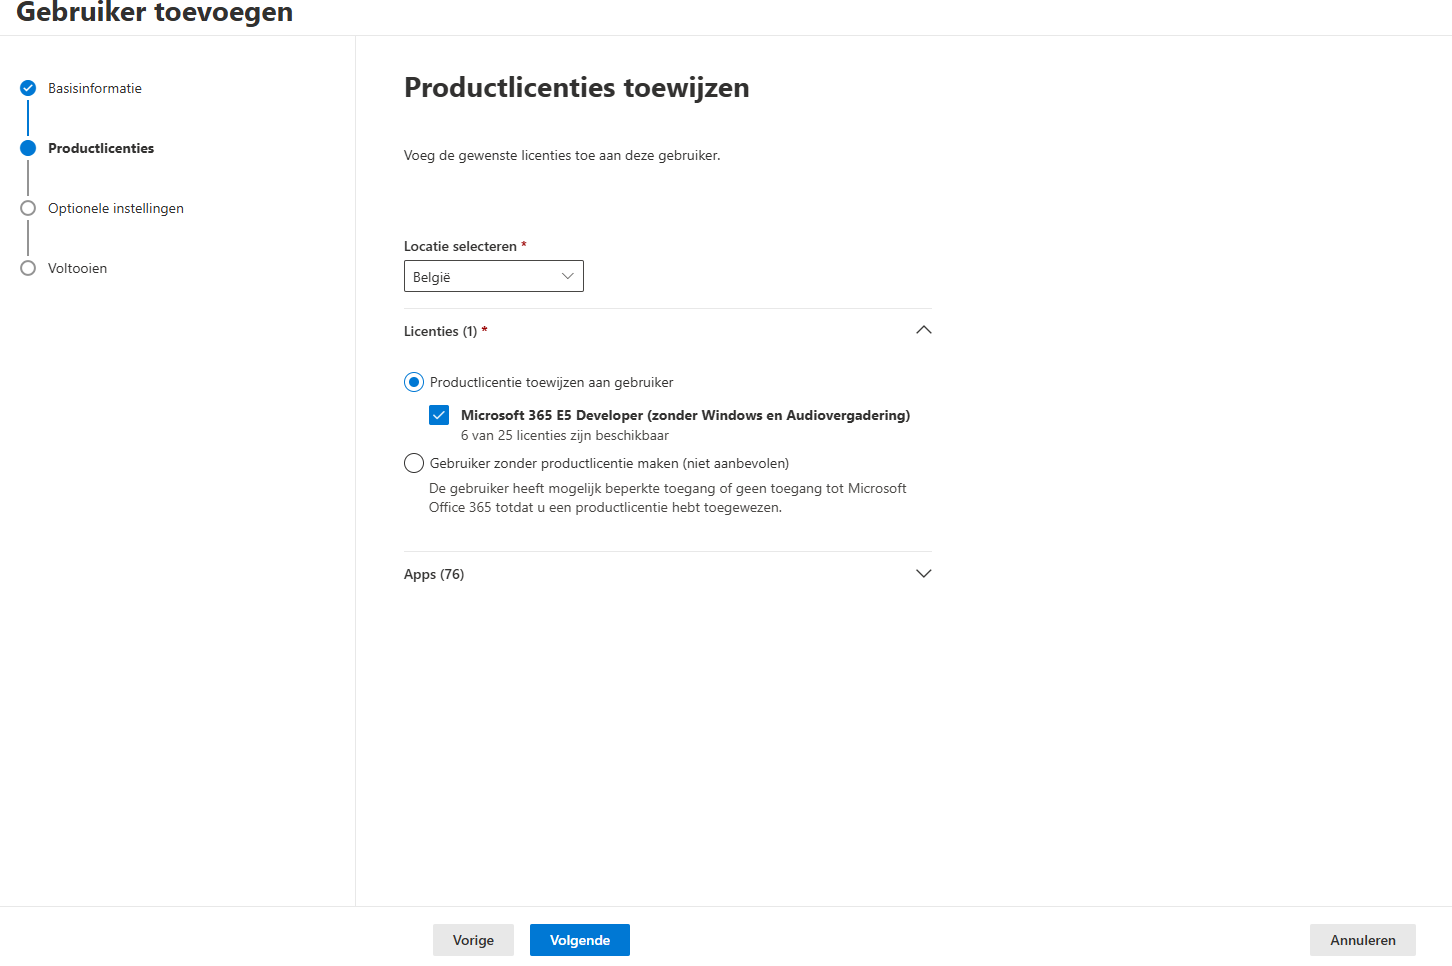 Gebruiker toevoegen
Basisinformatie
Productlicenties
Optionele instellingen
Voltooien
Productlicenties toewijzen
Voeg de gewenste licenties toe aan deze gebruiker.
Locatie selecteren *
België
Licenties (1) *
Productlicentie toewijzen aan gebruiker
Microsoft 365 E5 Developer (zonder Windows en Audiovergadering)
6 van 25 licenties zijn beschikbaar
Gebruiker zonder productlicentie maken (niet aanbevolen)
De gebruiker heeft mogelijk beperkte toegang of geen toegang tot Microsoft
Office 365 totdat u een productlicentie hebt toegewezen.
Apps (76)
Vorige
Volgende
Annuleren